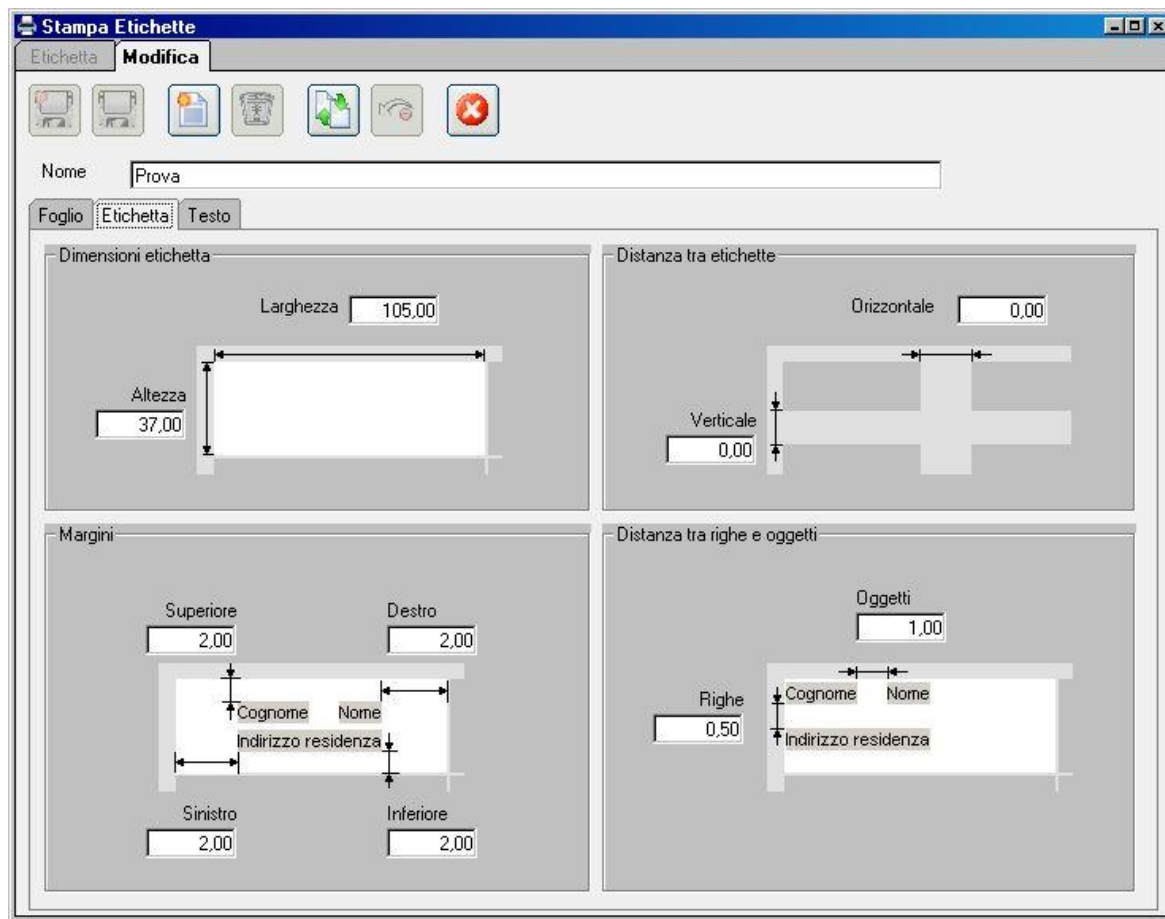 Stampa Etichette
Etichetta Modifica
Nome Prova
Foglio Etichetta Testo
Dimensioni etichetta
Larghezza 105,00
Altezza
37,00
Distanza tra etichette
Orizzontale 0,00
Verticale
0,00
Margini
Superiore Destro
2,00 2,00
Cognome Nome
Indirizzo residenza
Sinistro Inferiore
2,00 2,00
Distanza tra righe e oggetti
Oggetti
1,00
Righe
0,50
Cognome Nome
Indirizzo residenza